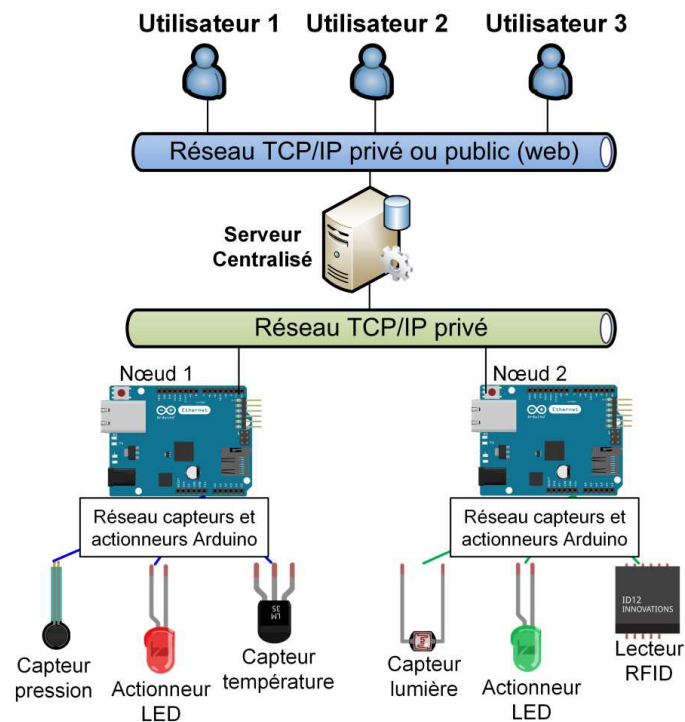 Utilisateur 1
Utilisateur 2
Utilisateur 3
Réseau TCP/IP privé ou public (web)
Serveur
Centralisé
Réseau TCP/IP privé
Nœud 1
Nœud 2
Ethernet
Ethernet
Réseau capteurs et
actionneurs Arduino
Réseau capteurs et
actionneurs Arduino
LM
35
ID12
INNOVATIONS
Capteur
pression
Actionneur
LED
Capteur
température
Capteur
lumière
Actionneur
LED
Lecteur
RFID